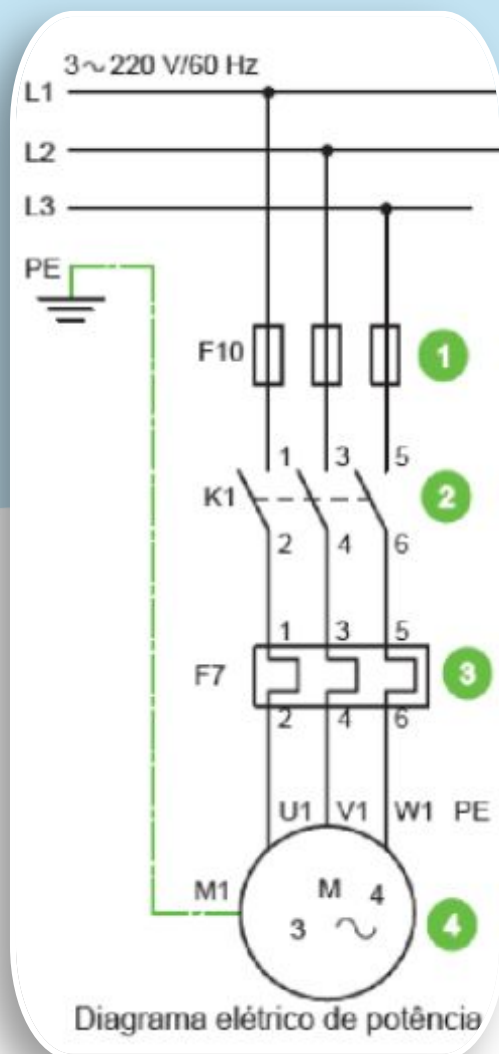 3~220 V/60 Hz
L1
L2
L3
PE
F10
1
1 3 5
K1
2
2 4 6
1 3 5
F7
3
2 4 6
U1 V1 W1 PE
M1
M 4
3 ~
4
Diagrama elétrico de potência